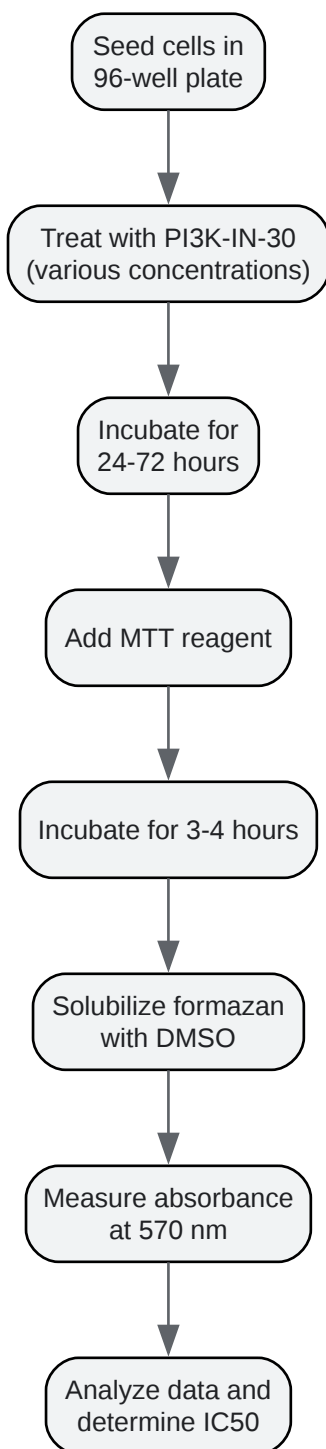 Seed cells in
96-well plate
Treat with PI3K-IN-30
(various concentrations)
Incubate for
24-72 hours
Add MTT reagent
Incubate for 3-4 hours
Solubilize formazan
with DMSO
Measure absorbance
at 570 nm
Analyze data and
determine IC50